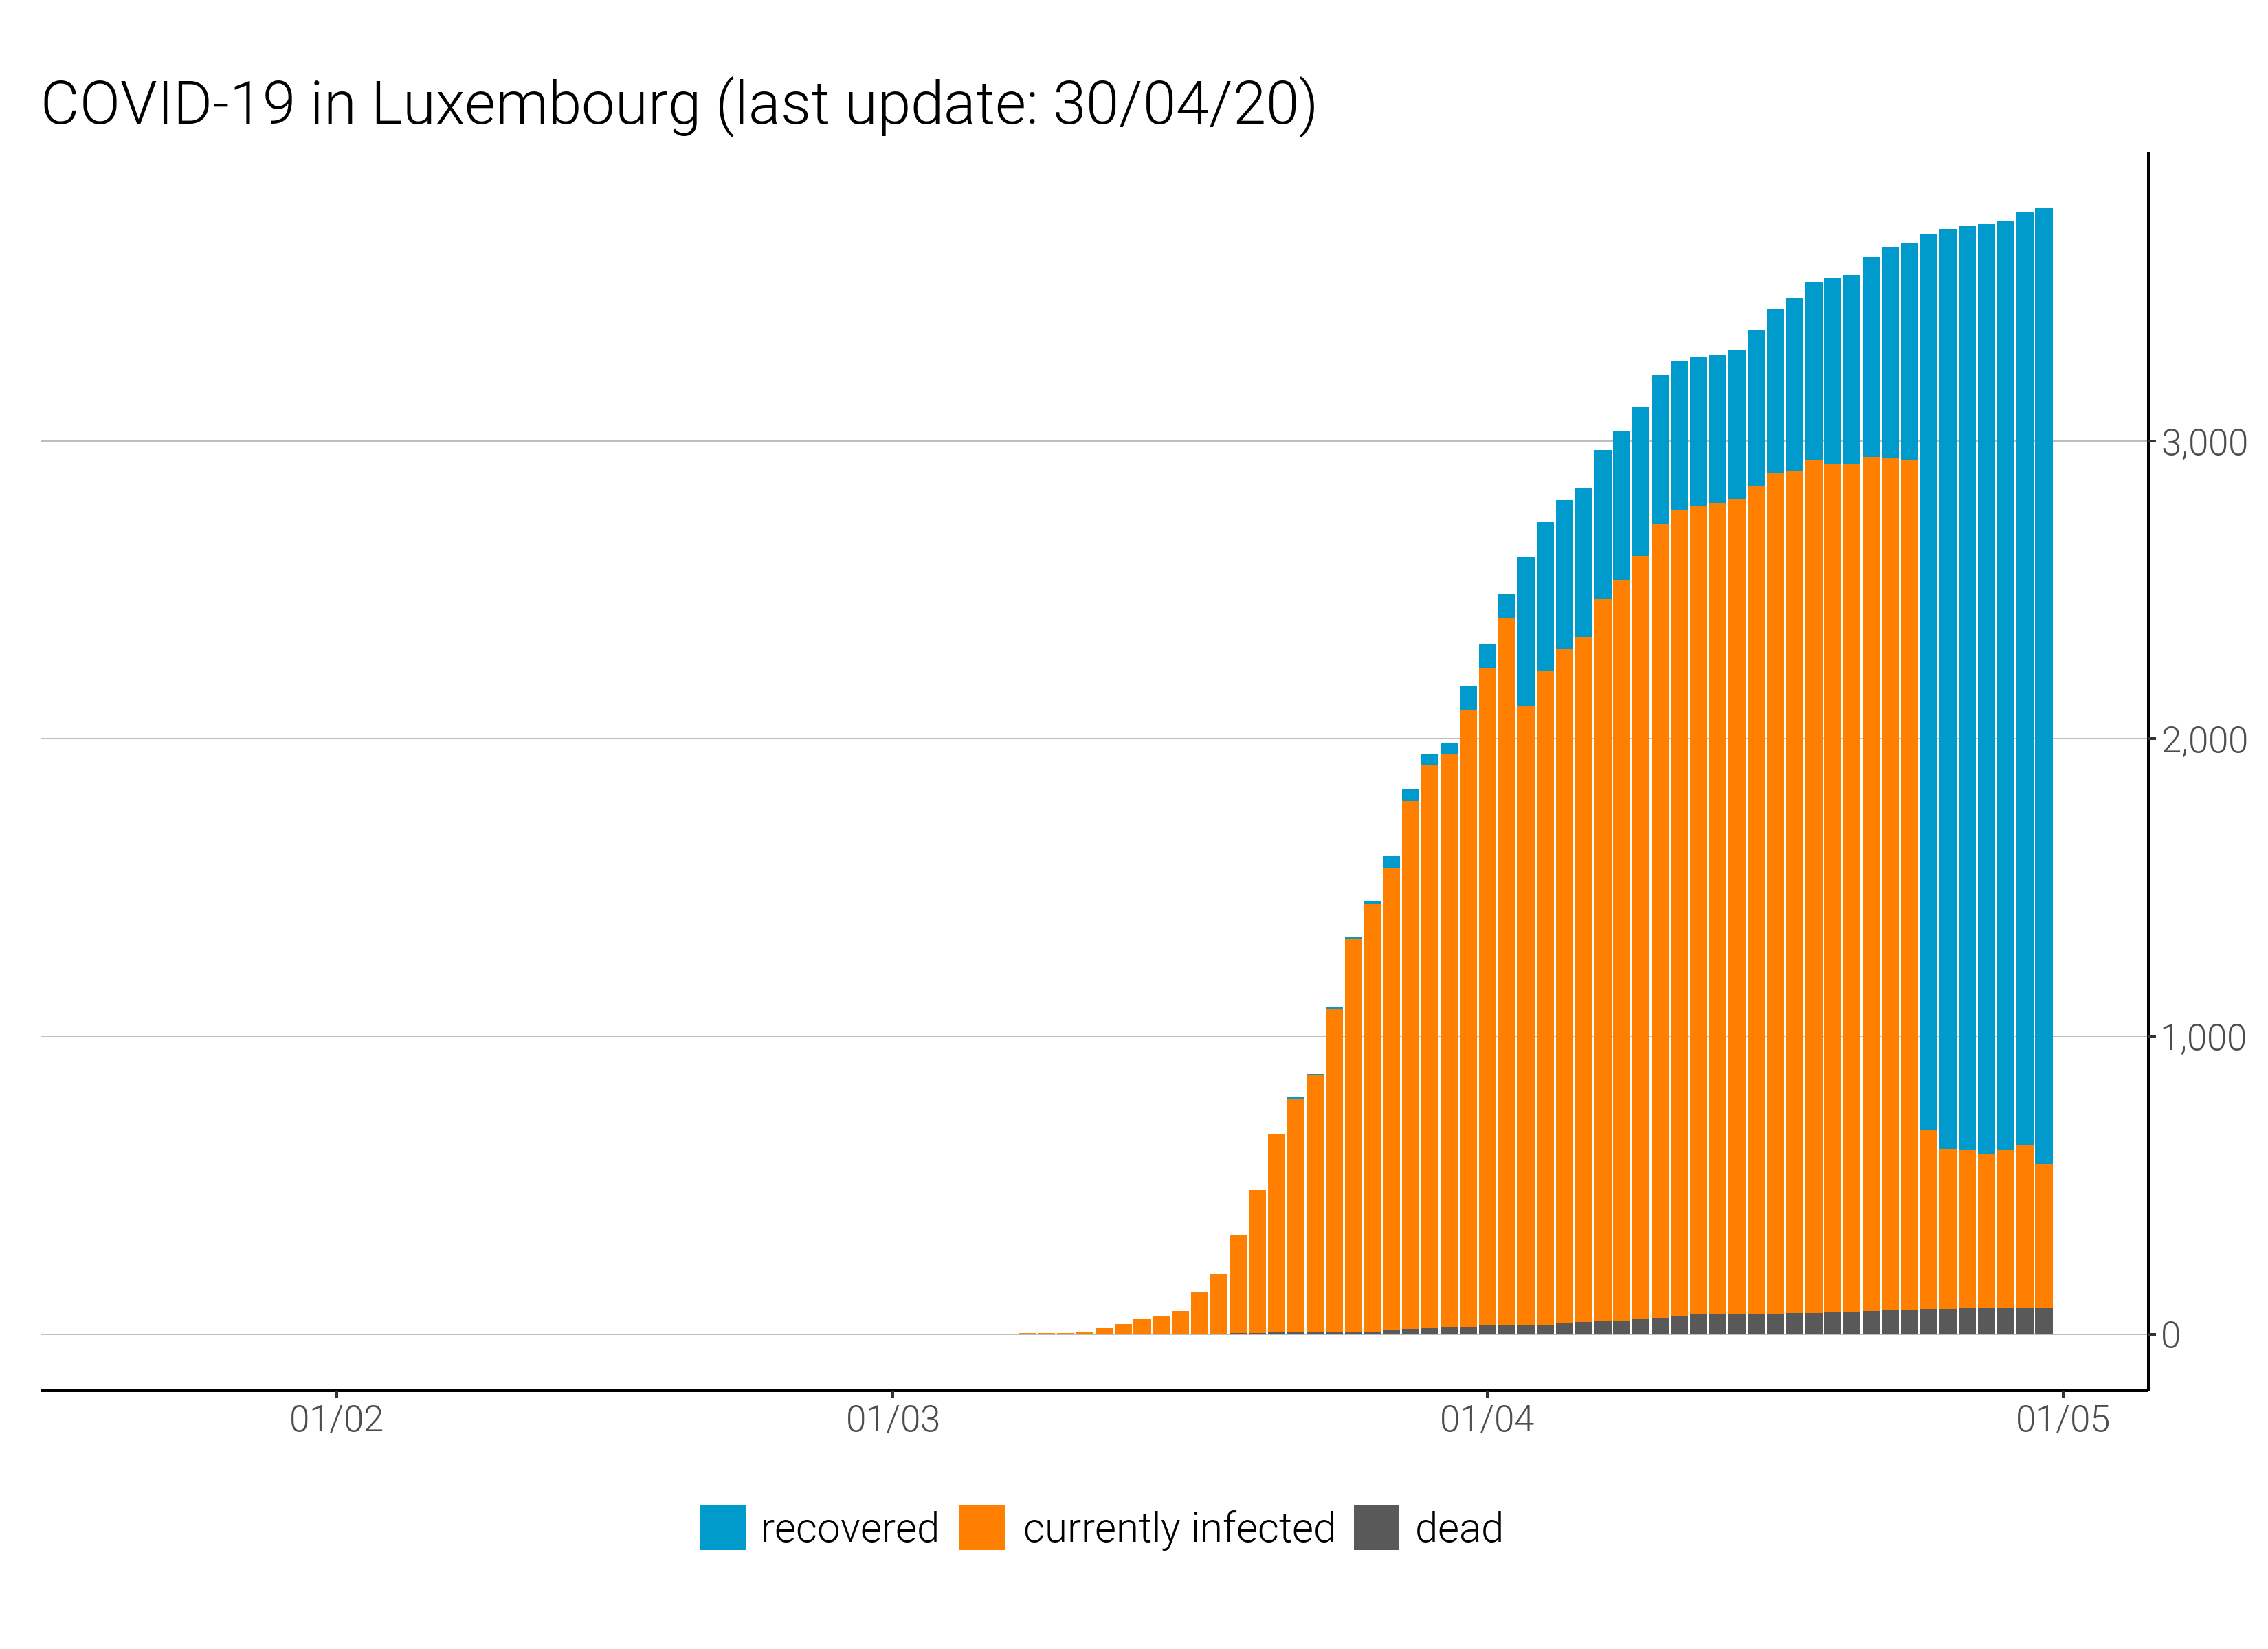 COVID-19 in Luxembourg (last update: 30/04/20)
3,000
2,000
1,000
0
01/02 01/03 01/04 01/05
recovered currently infected dead